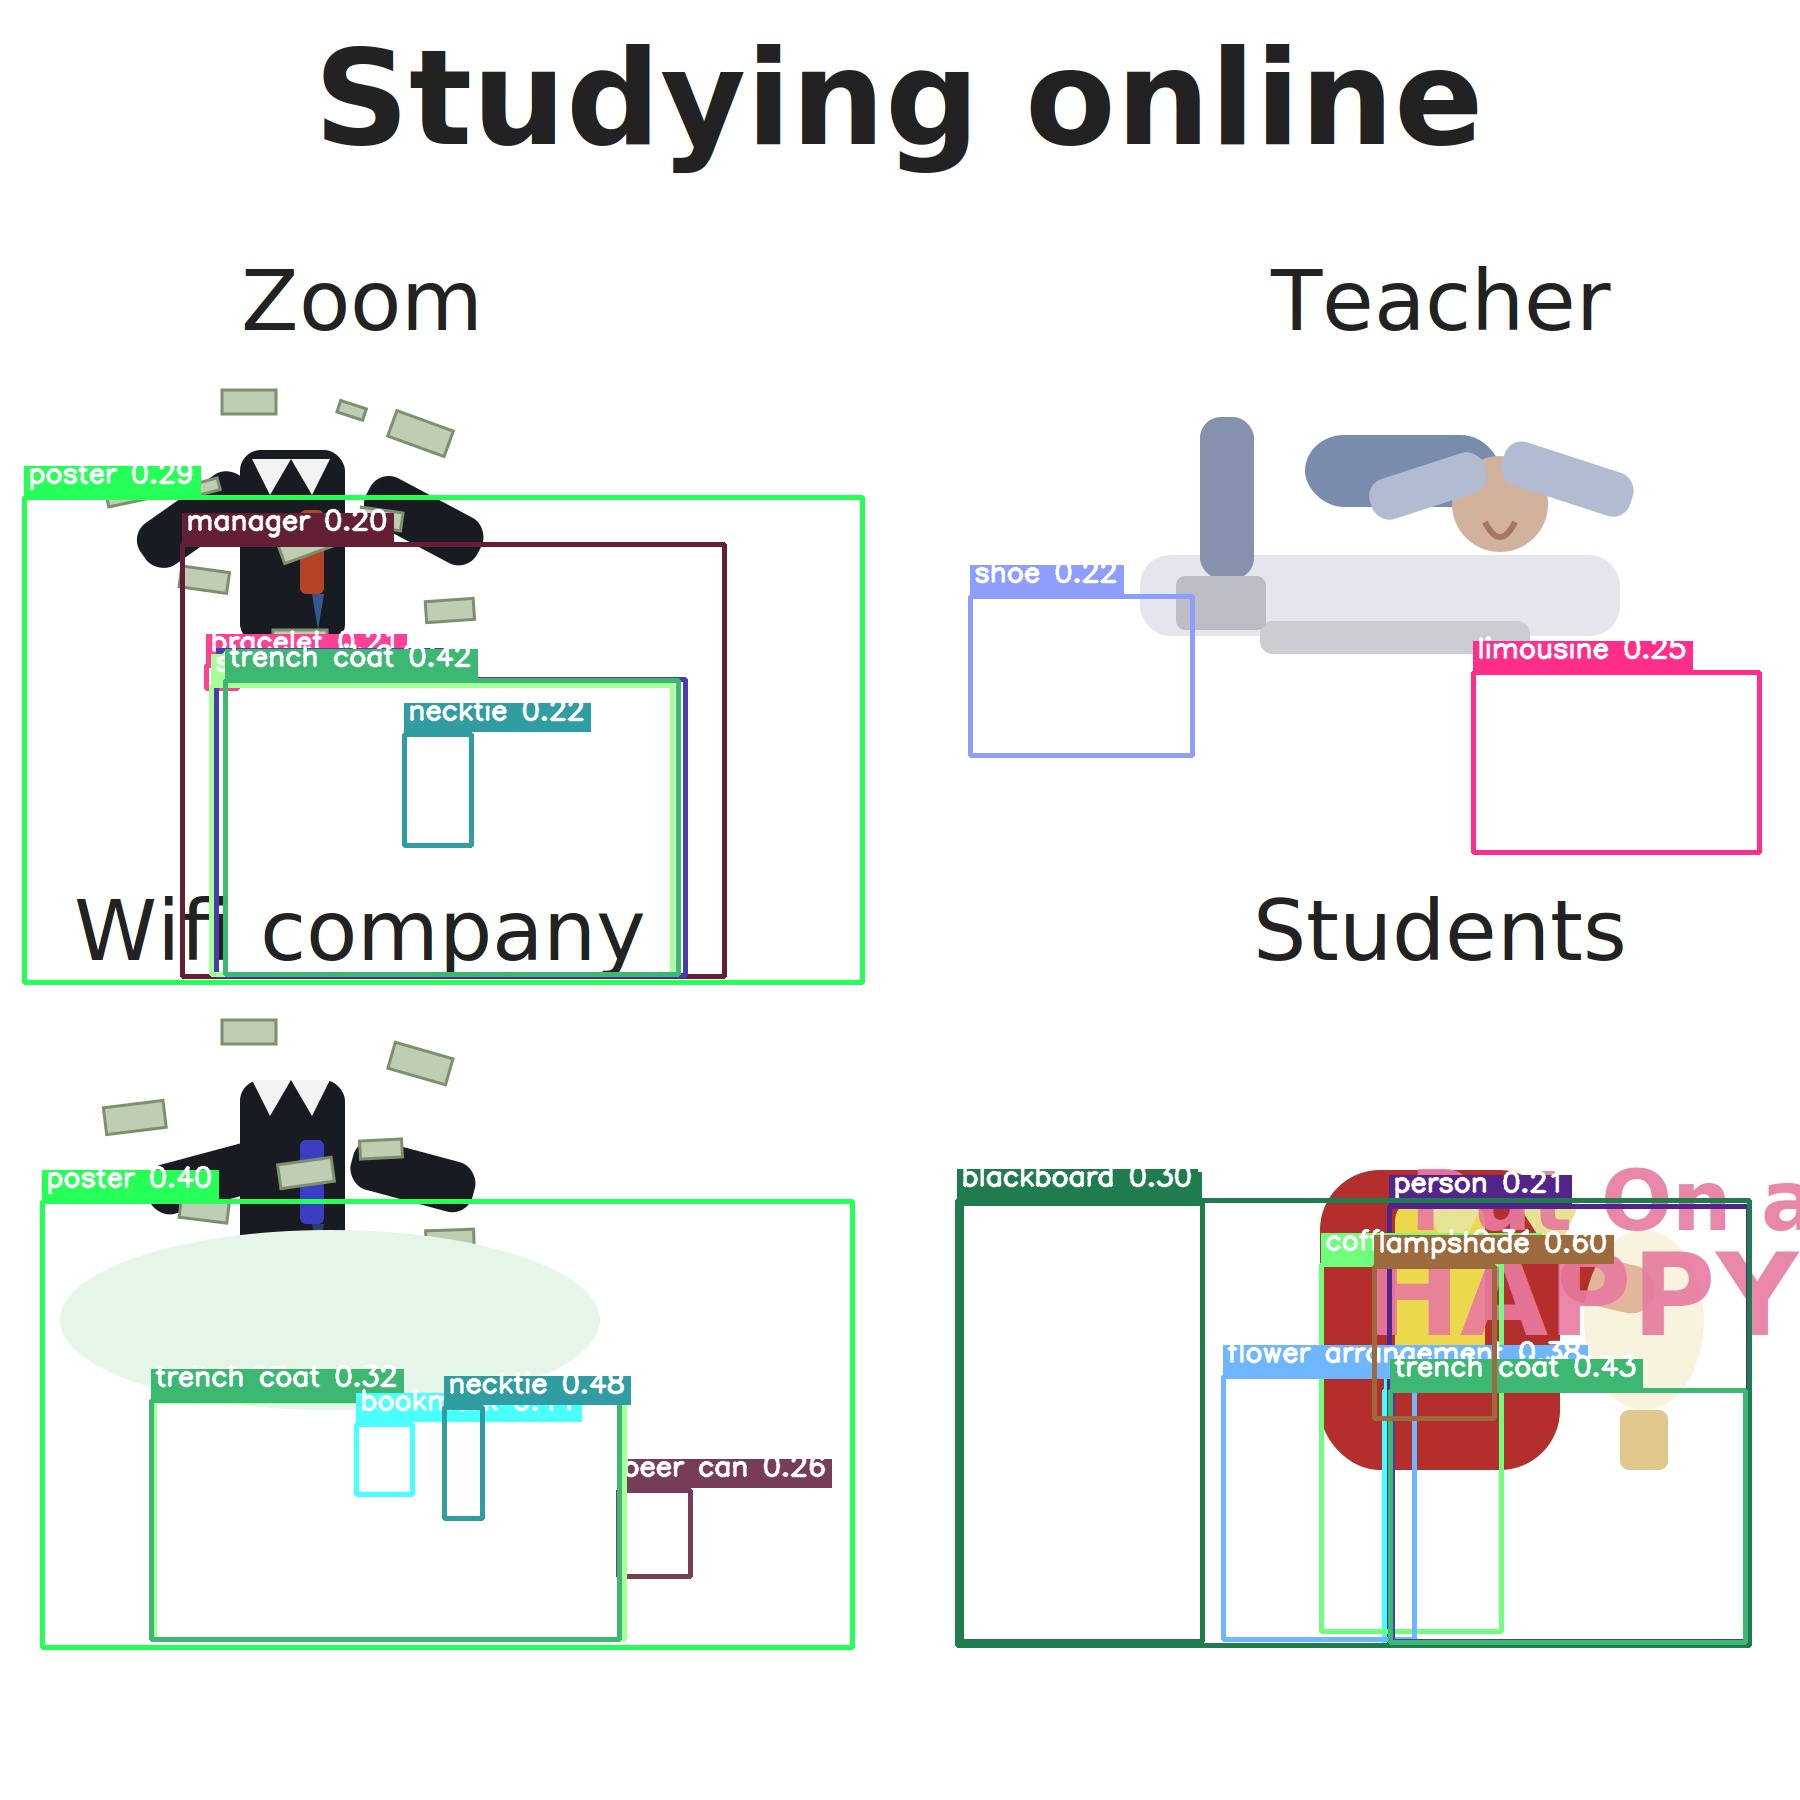 Studying online
Zoom
Teacher
poster 0.29
manager 0.20
shoe 0.22
bracelet 0.21
trench coat 0.42
limousine 0.25
necktie 0.22
Wifi company
Students
poster 0.40
blackboard 0.30
person 0.21
Put On a
lampshade 0.60
HAPPY
flower arrangement 0.38
trench coat 0.43
trench coat 0.32
necktie 0.48
beer can 0.26